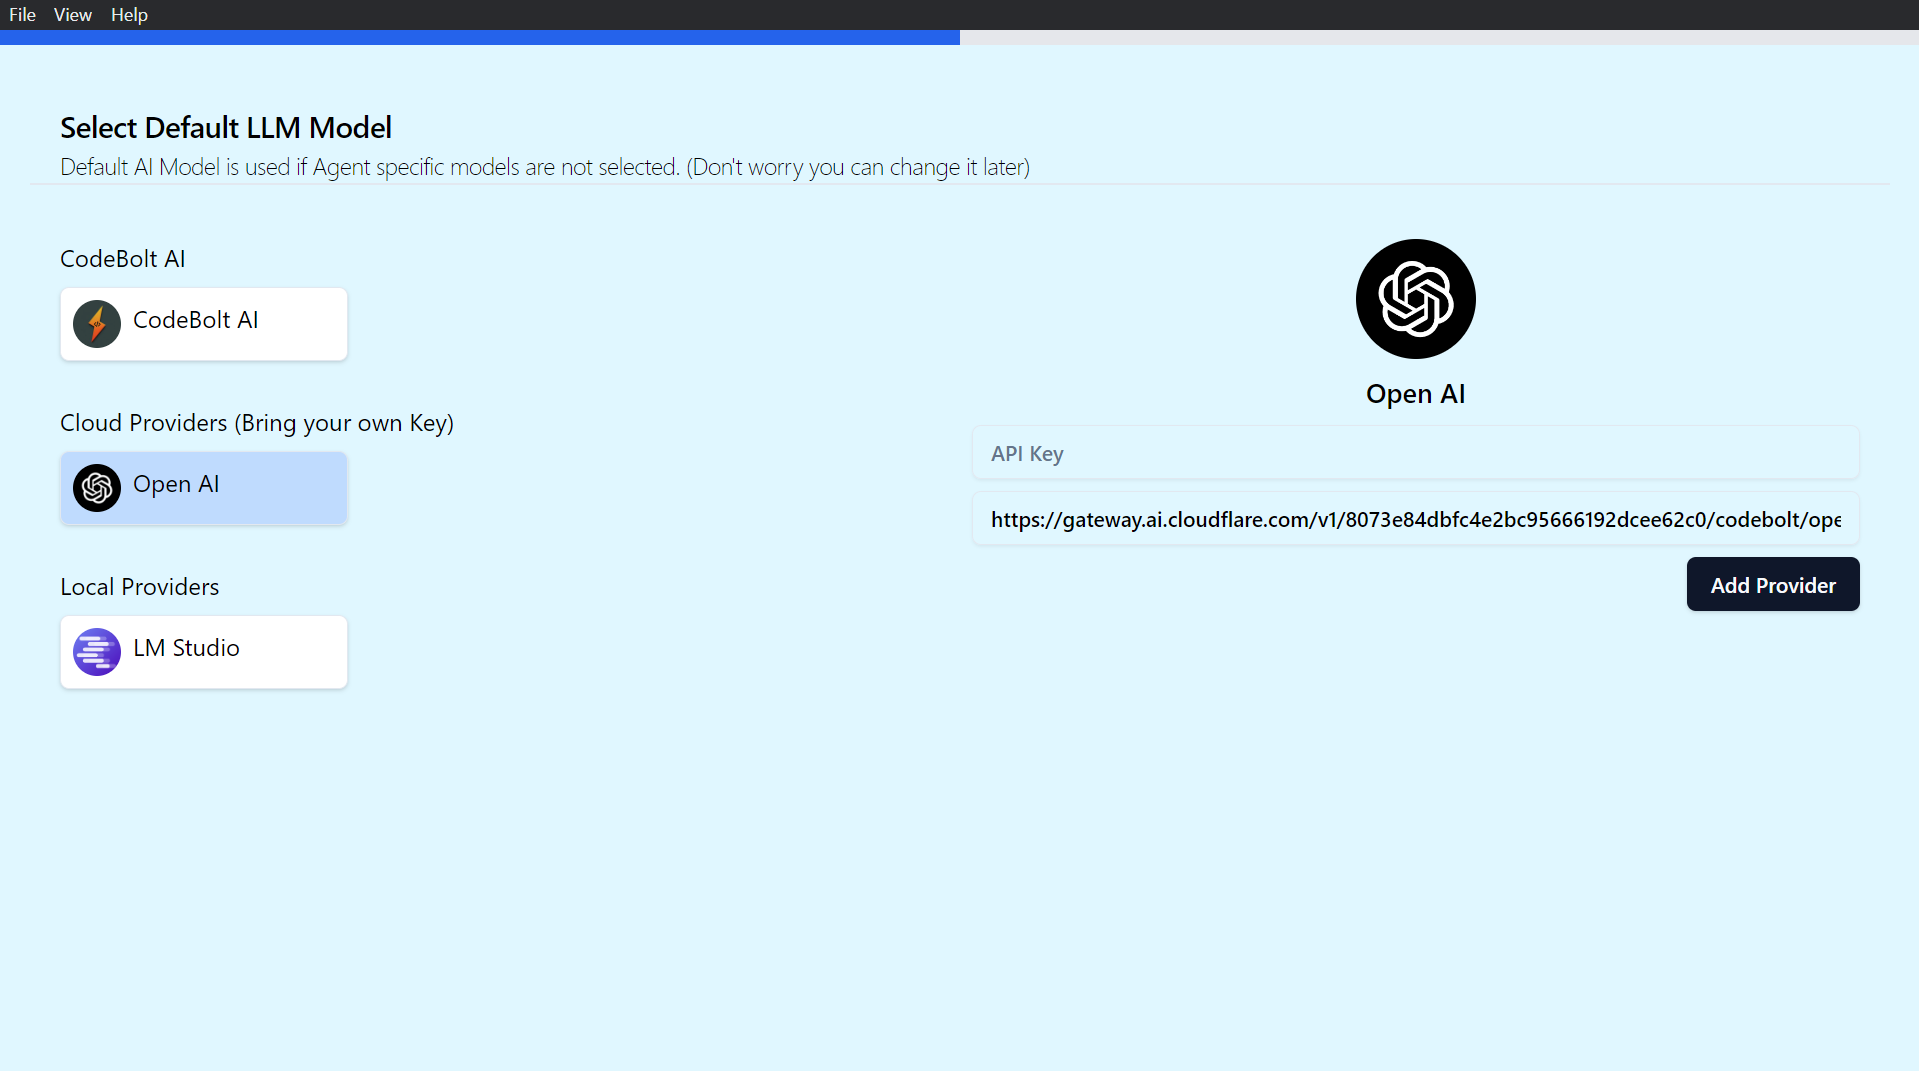 File View Help
Select Default LLM Model
Default AI Model is used if Agent specific models are not selected. (Don't worry you can change it later)
CodeBolt AI
CodeBolt AI
Cloud Providers (Bring your own Key)
Open AI
Local Providers
LM Studio
Open AI
API Key
https://gateway.ai.cloudflare.com/v1/8073e84dbfc4e2bc95666192dcee62c0/codebolt/ope
Add Provider